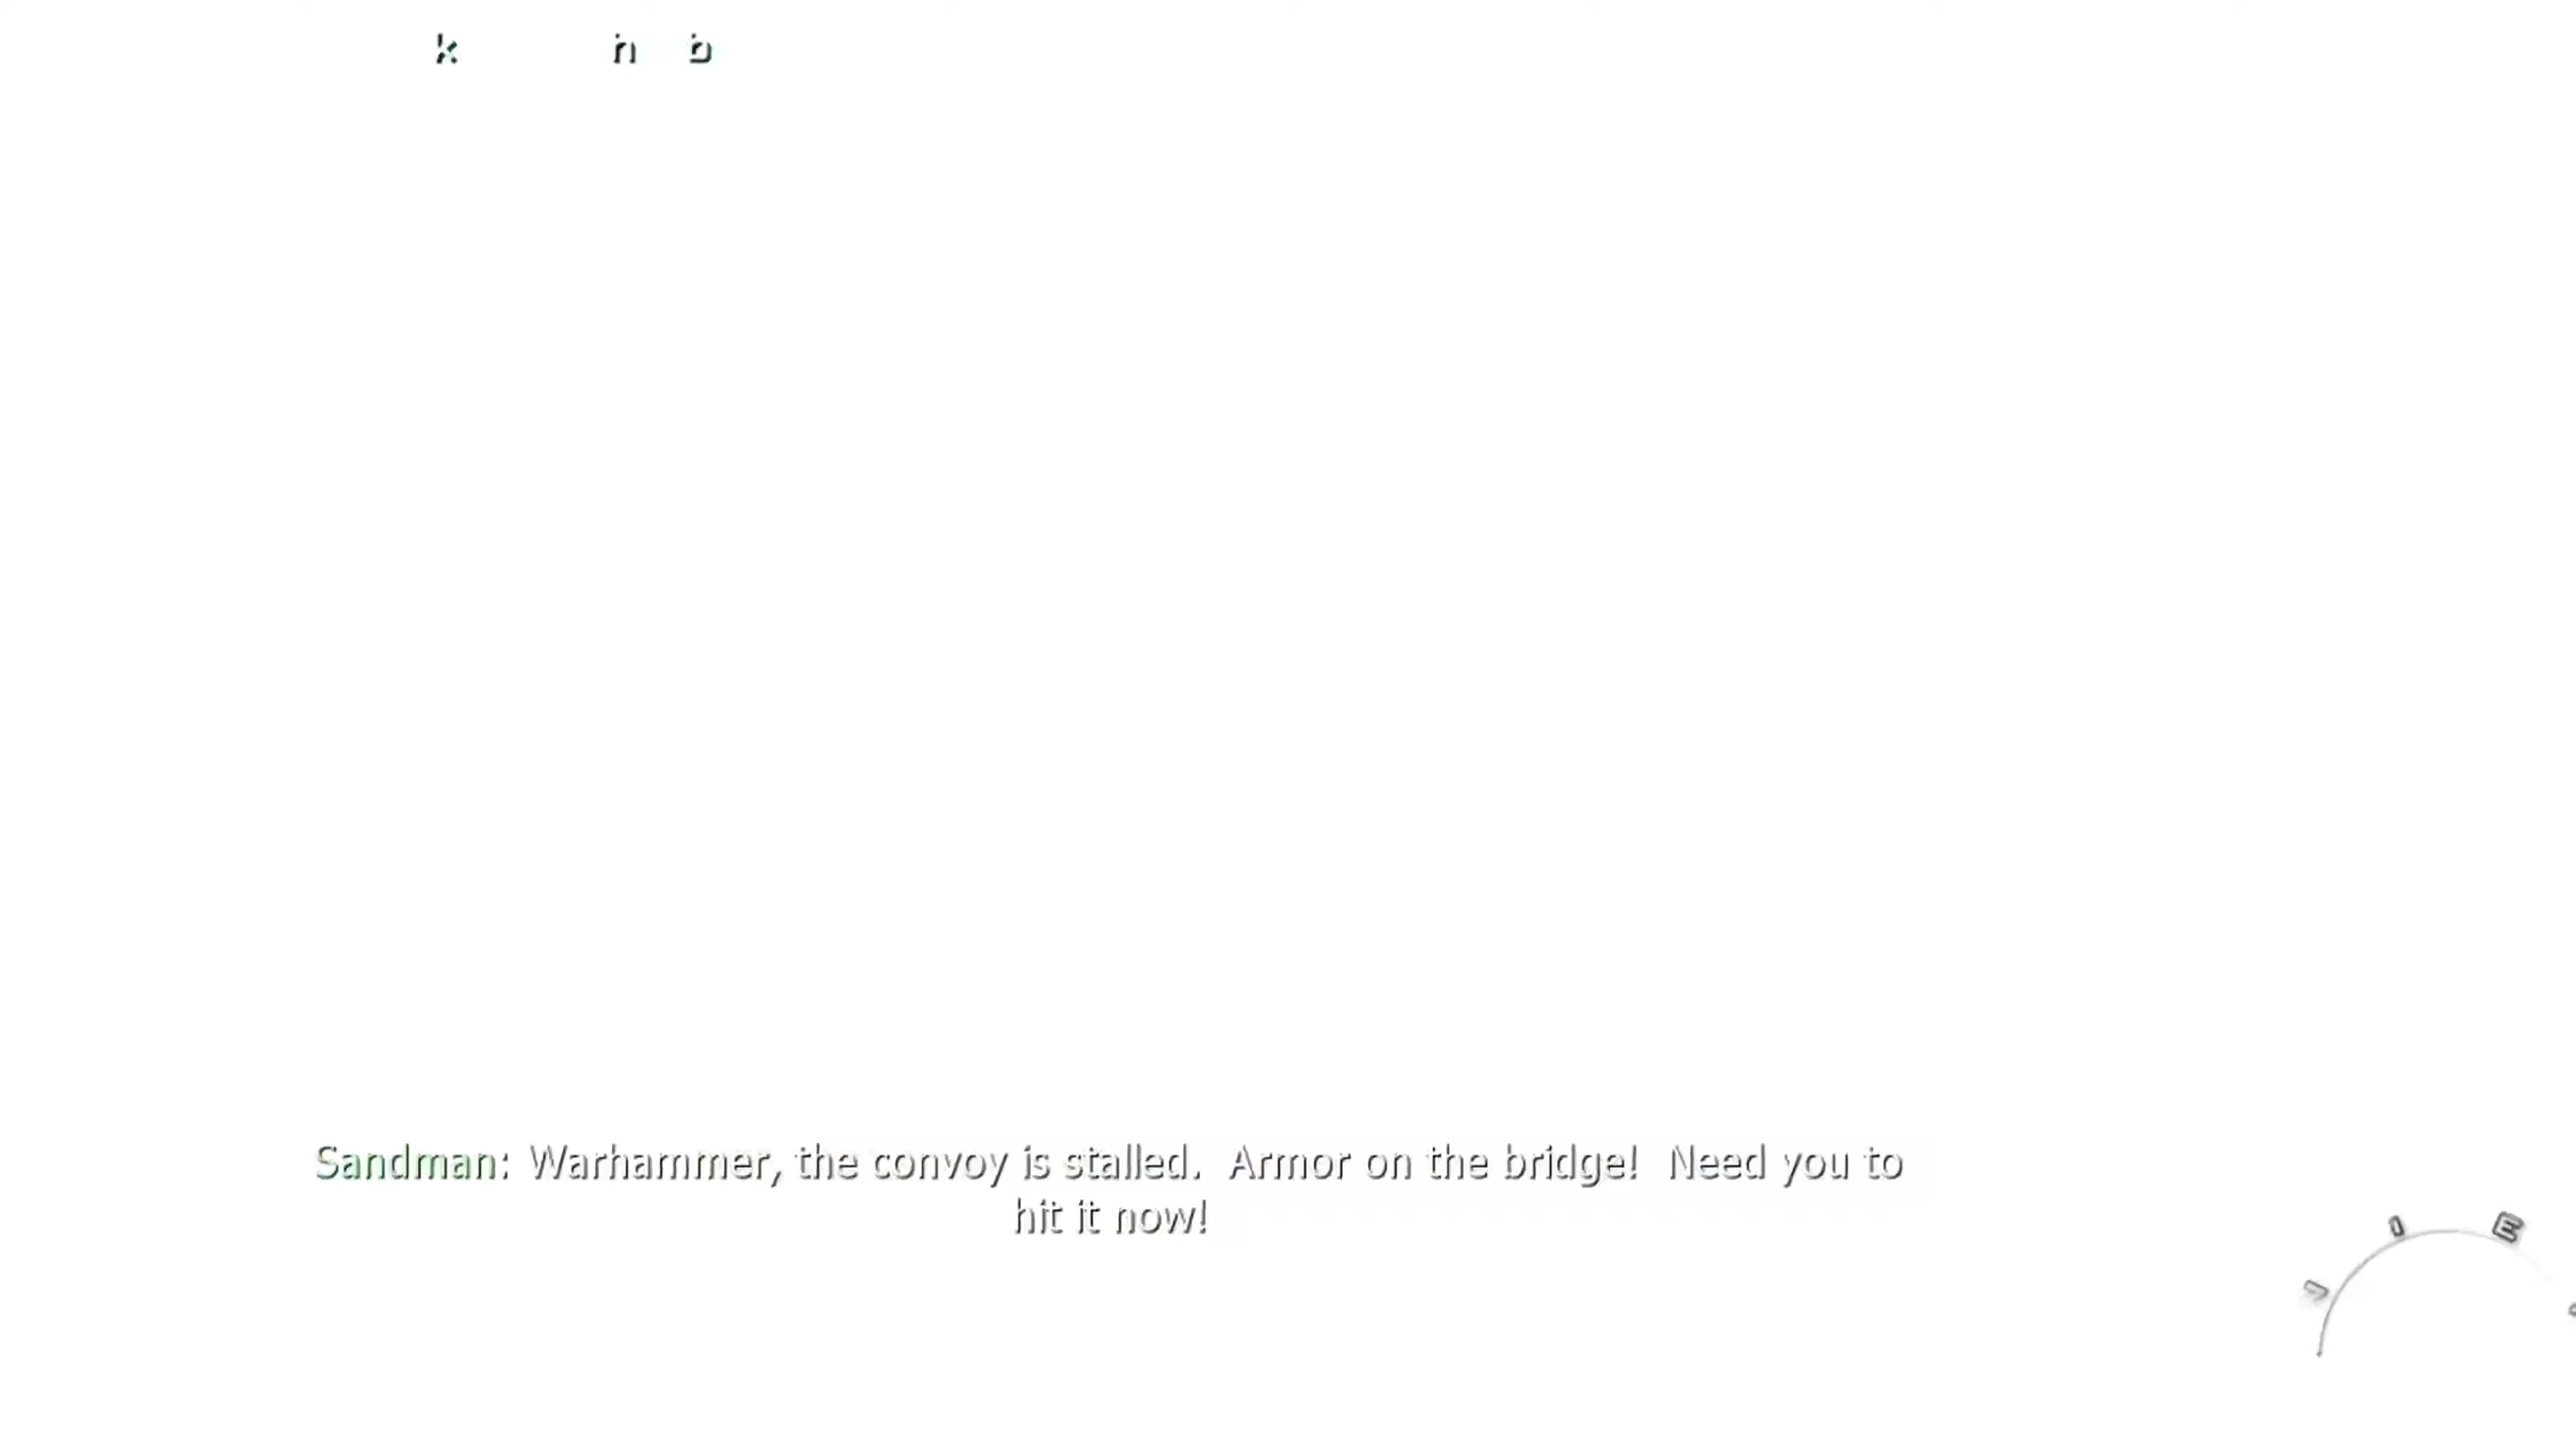 k h b
Sandman: Warhammer, the convoy is stalled. Armor on the bridge! Need you to
hit it now!
E